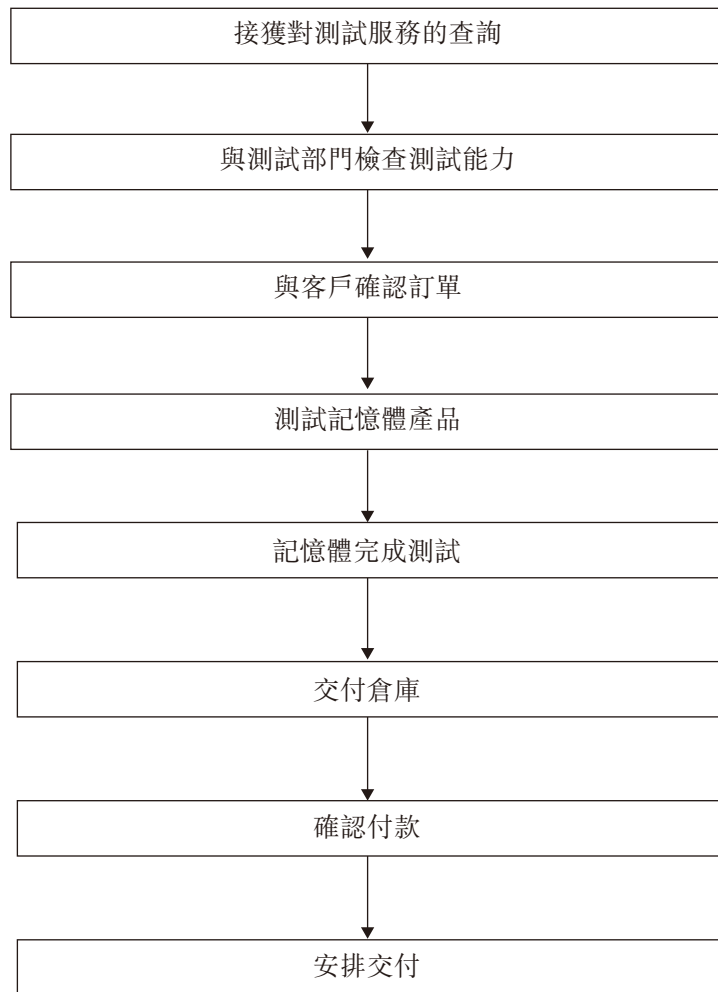 接獲對測試服務的查詢
與測試部門檢查測試能力
與客戶確認訂單
測試記憶體產品
記憶體完成測試
交付倉庫
確認付款
安排交付